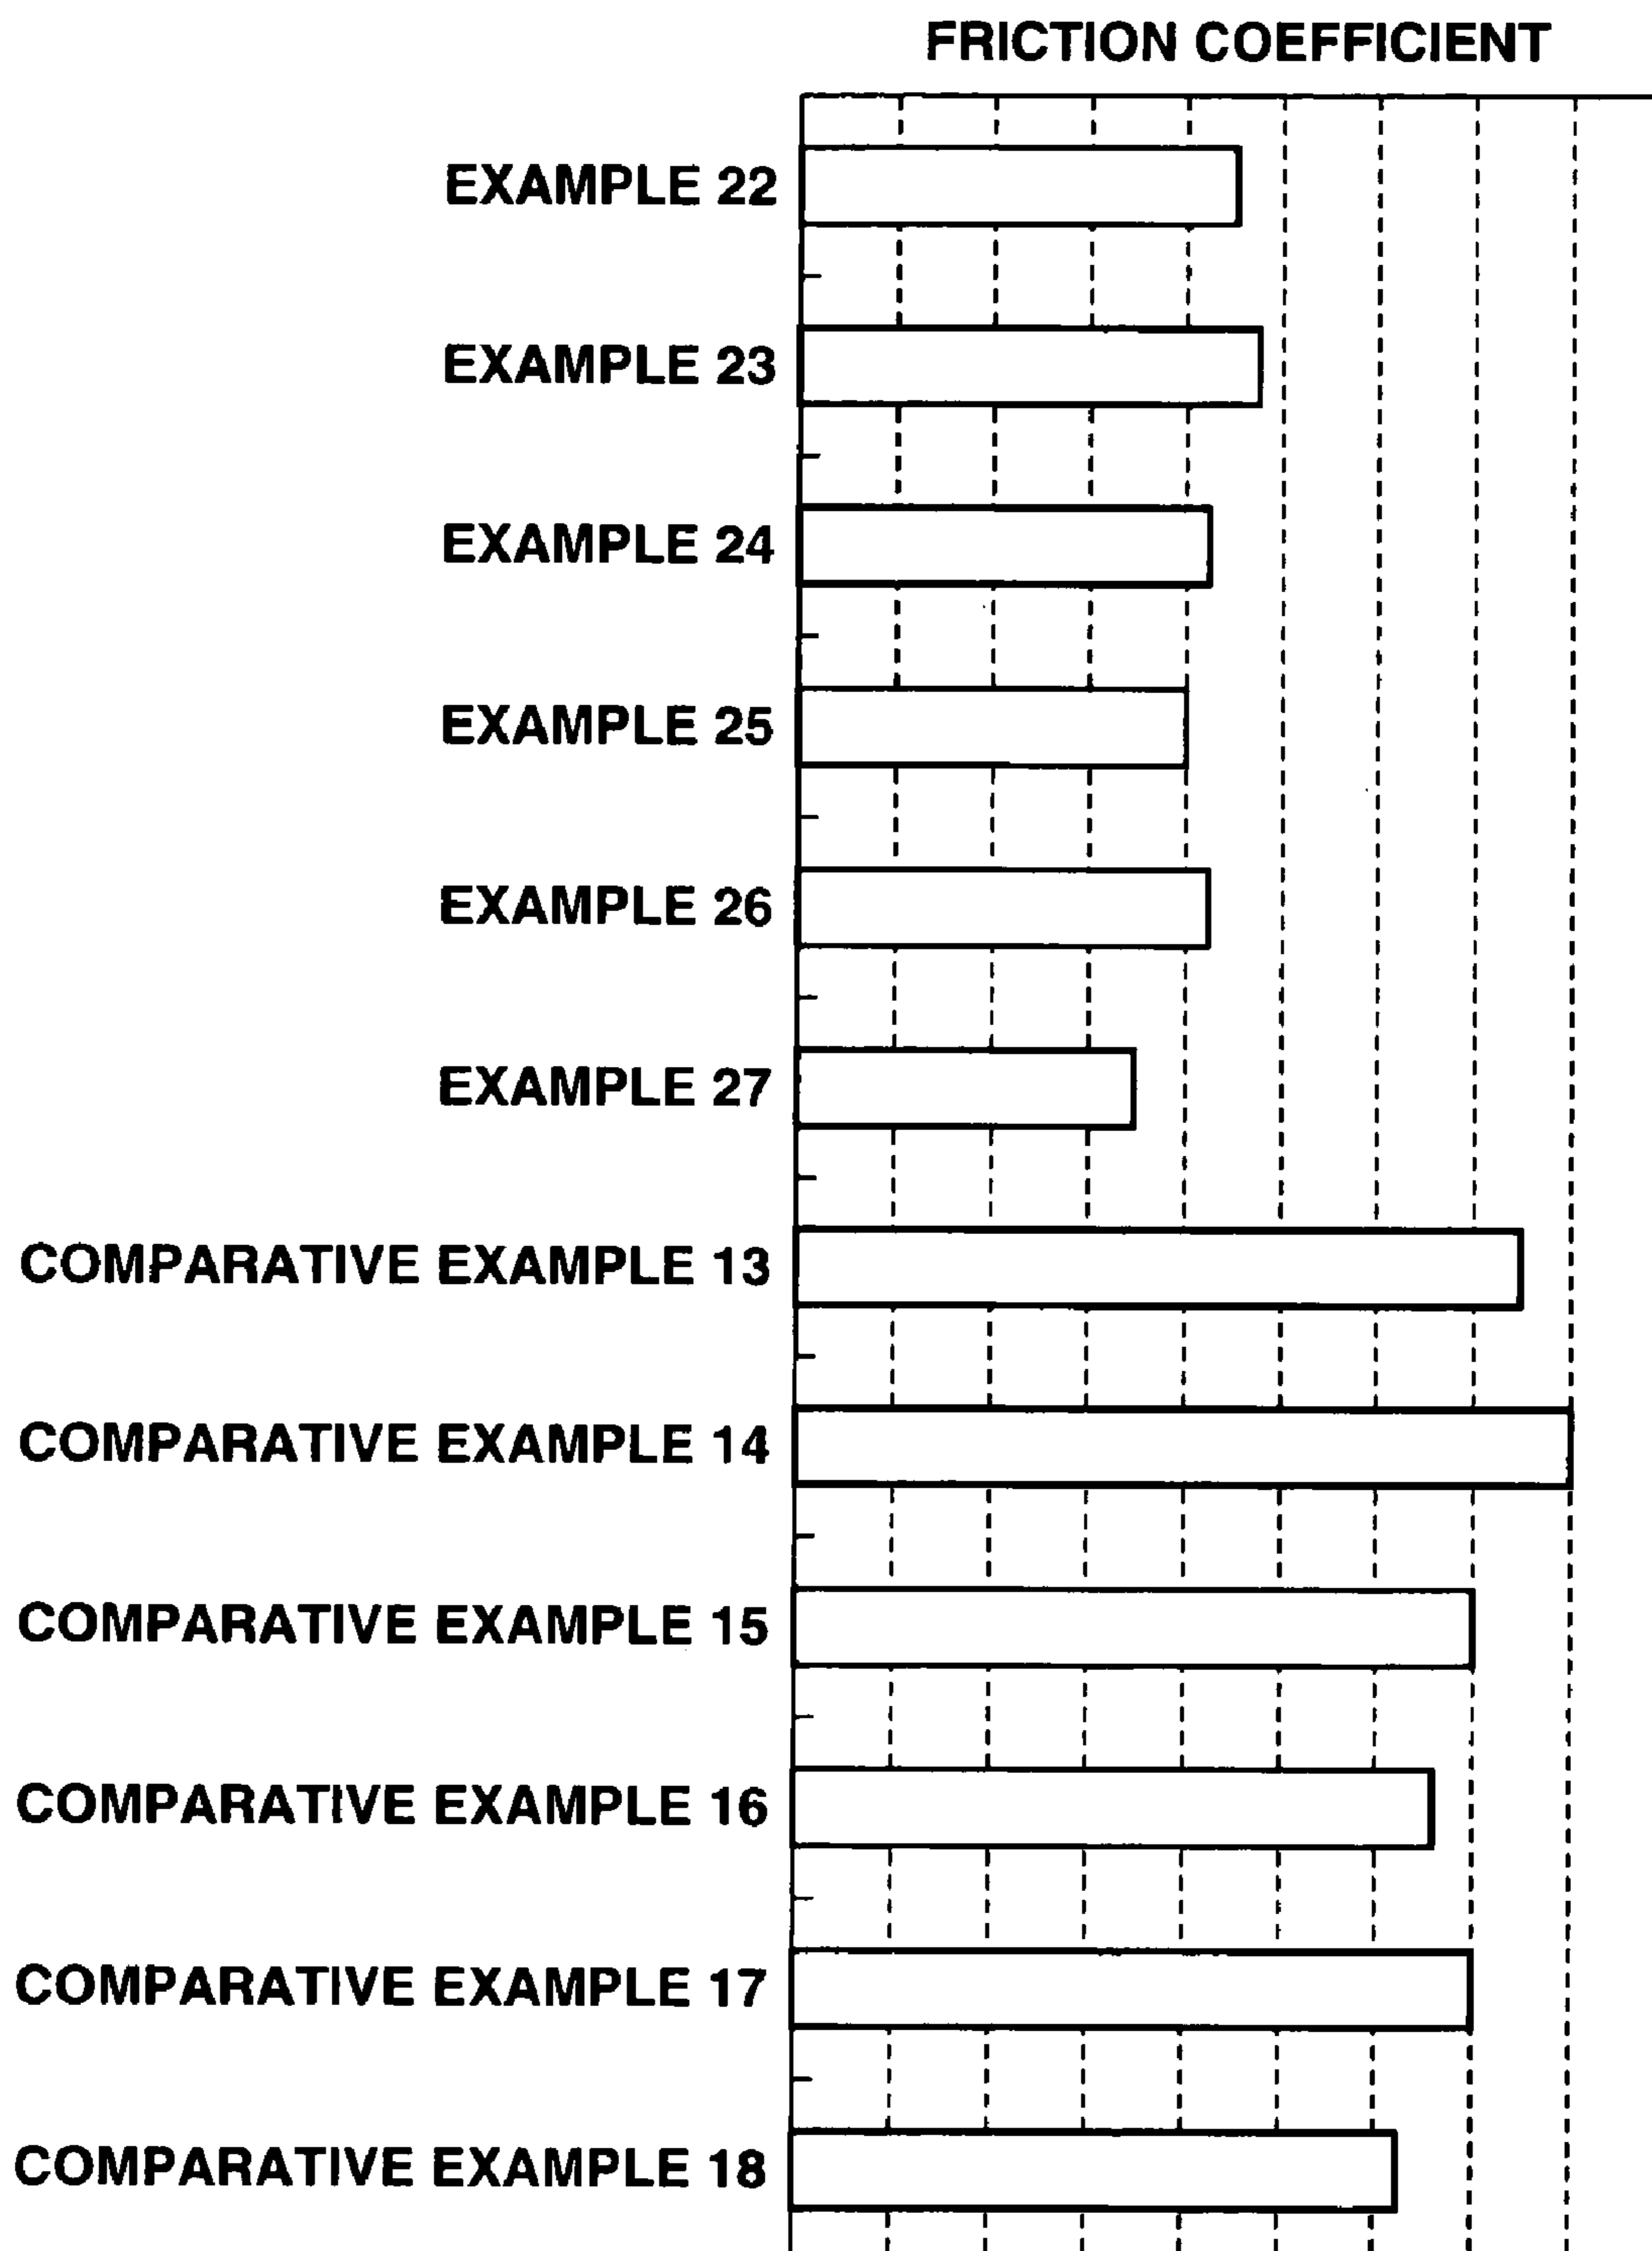 FRICTION COEFFICIENT
EXAMPLE 22
EXAMPLE 23
EXAMPLE 24
EXAMPLE 25
EXAMPLE 26
EXAMPLE 27
COMPARATIVE EXAMPLE 13
COMPARATIVE EXAMPLE 14
COMPARATIVE EXAMPLE 15
COMPARATIVE EXAMPLE 16
COMPARATIVE EXAMPLE 17
COMPARATIVE EXAMPLE 18